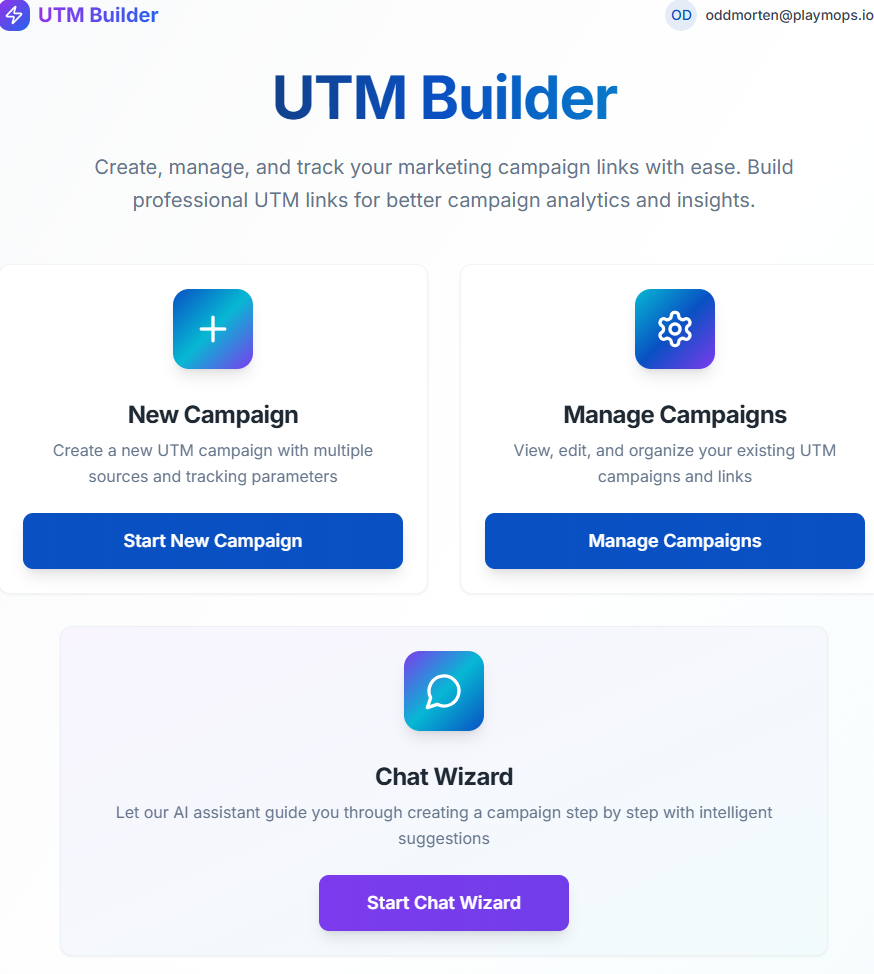 UTM Builder
OD oddmorten@playmops.io
UTM Builder
Create, manage, and track your marketing campaign links with ease. Build
professional UTM links for better campaign analytics and insights.
New Campaign
Create a new UTM campaign with multiple
sources and tracking parameters
Start New Campaign
Manage Campaigns
View, edit, and organize your existing UTM
campaigns and links
Manage Campaigns
Chat Wizard
Let our AI assistant guide you through creating a campaign step by step with intelligent
suggestions
Start Chat Wizard